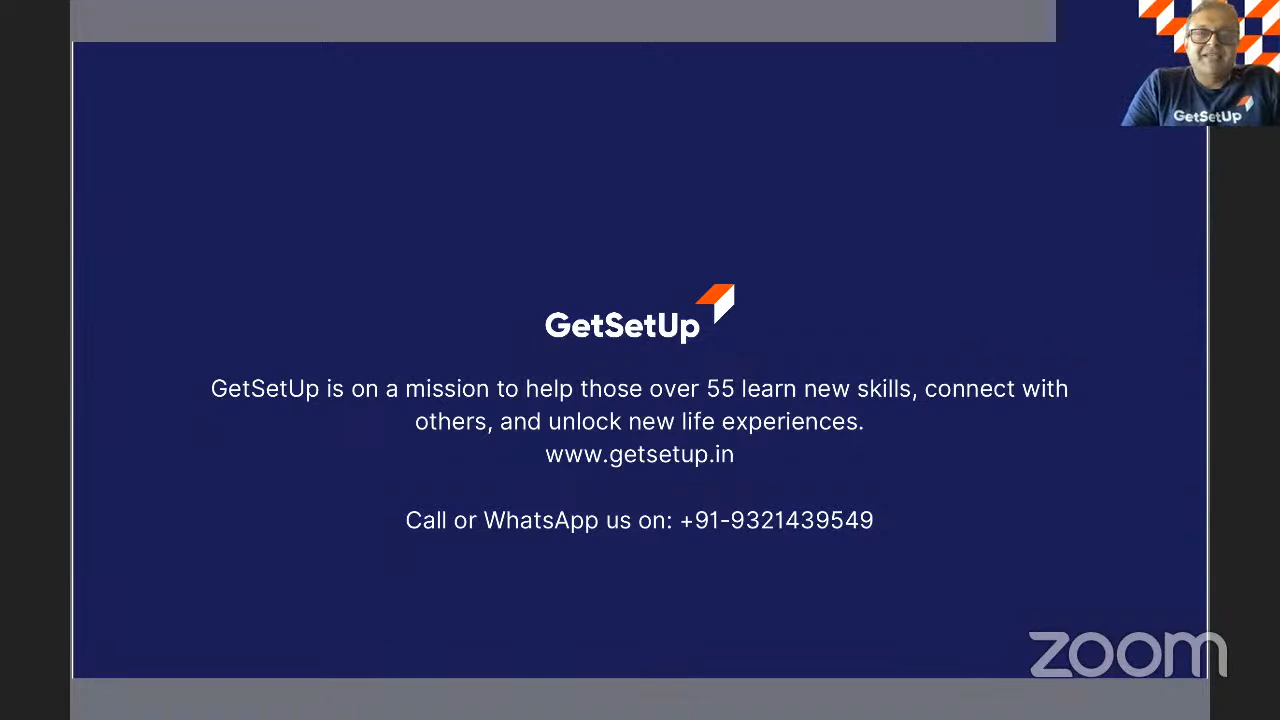 GetSetUp
GetSetUp
GetSetUp is on a mission to help those over 55 learn new skills, connect with
others, and unlock new life experiences.
www.getsetup.in
Call or WhatsApp us on: +91-9321439549
zoom